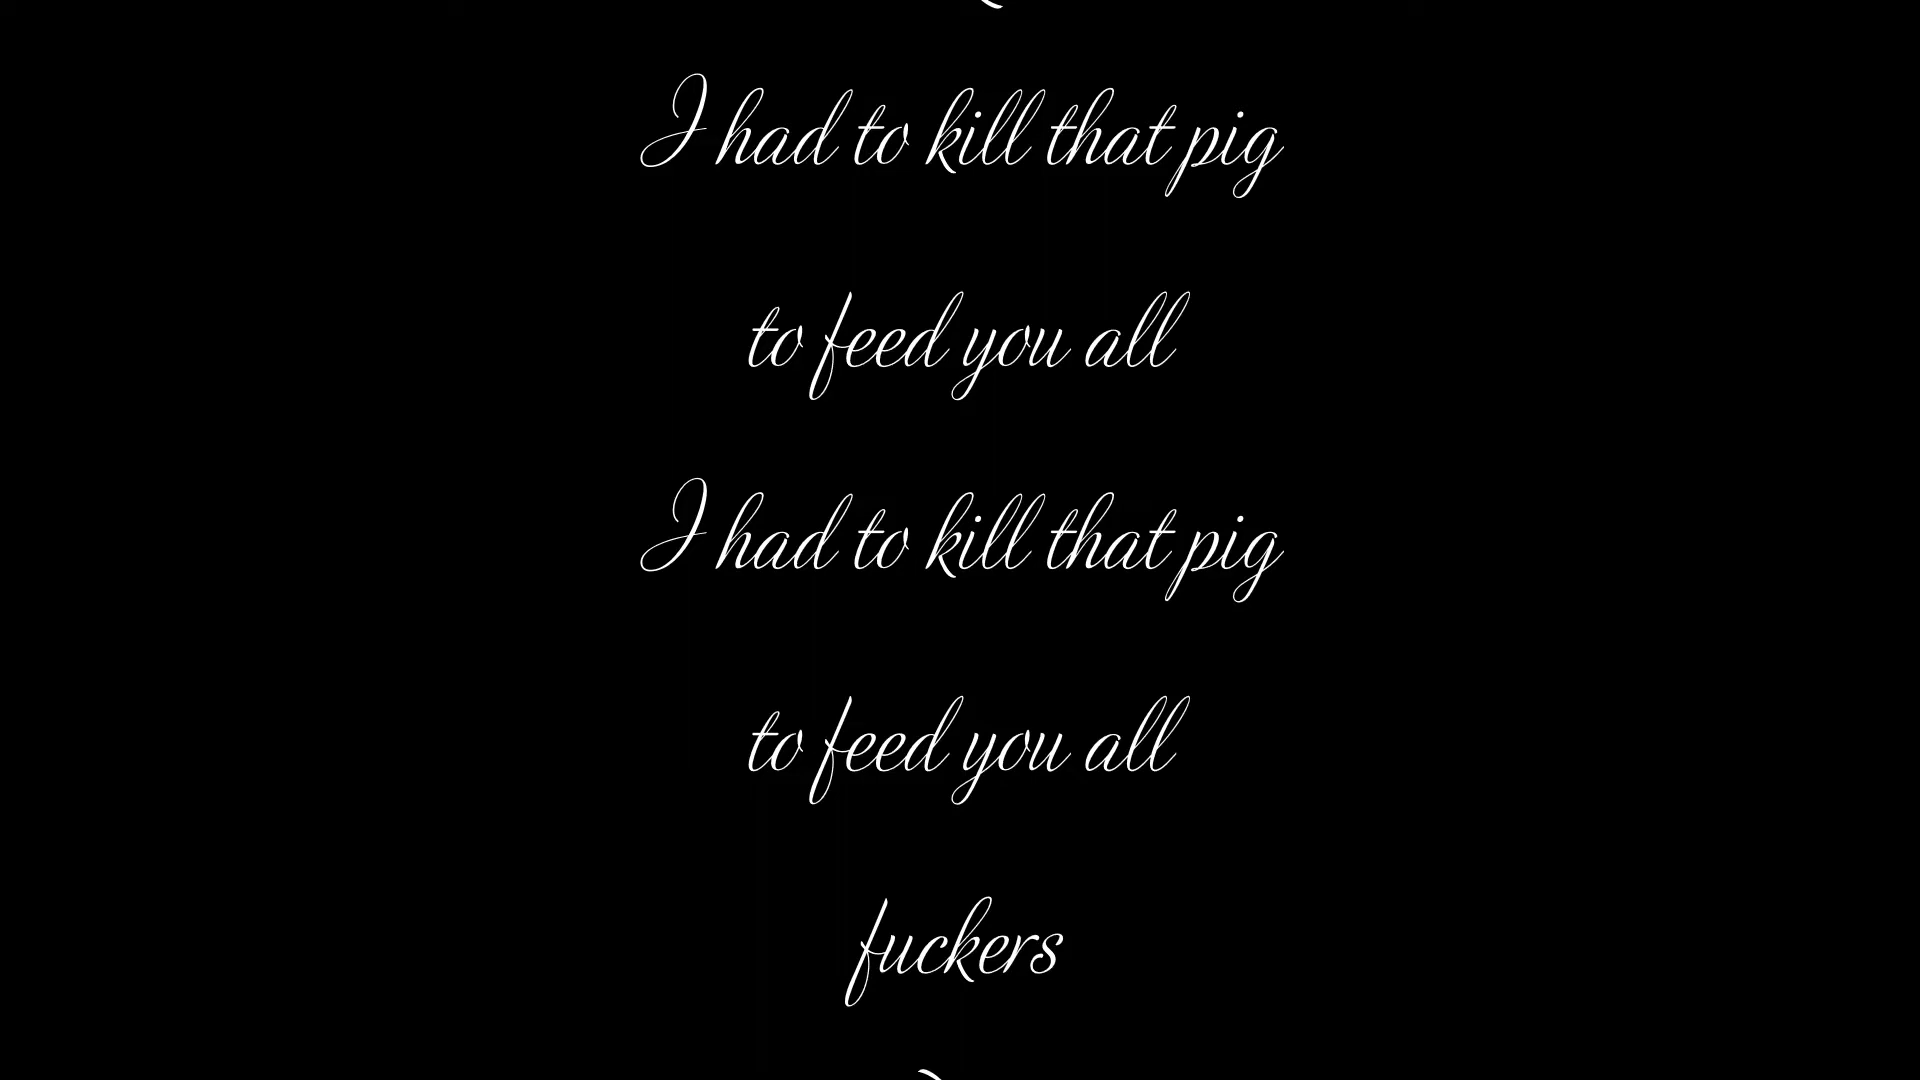 I had to kill that pig
to feed you all
I had to kill that pig
to feed you all
fuckers